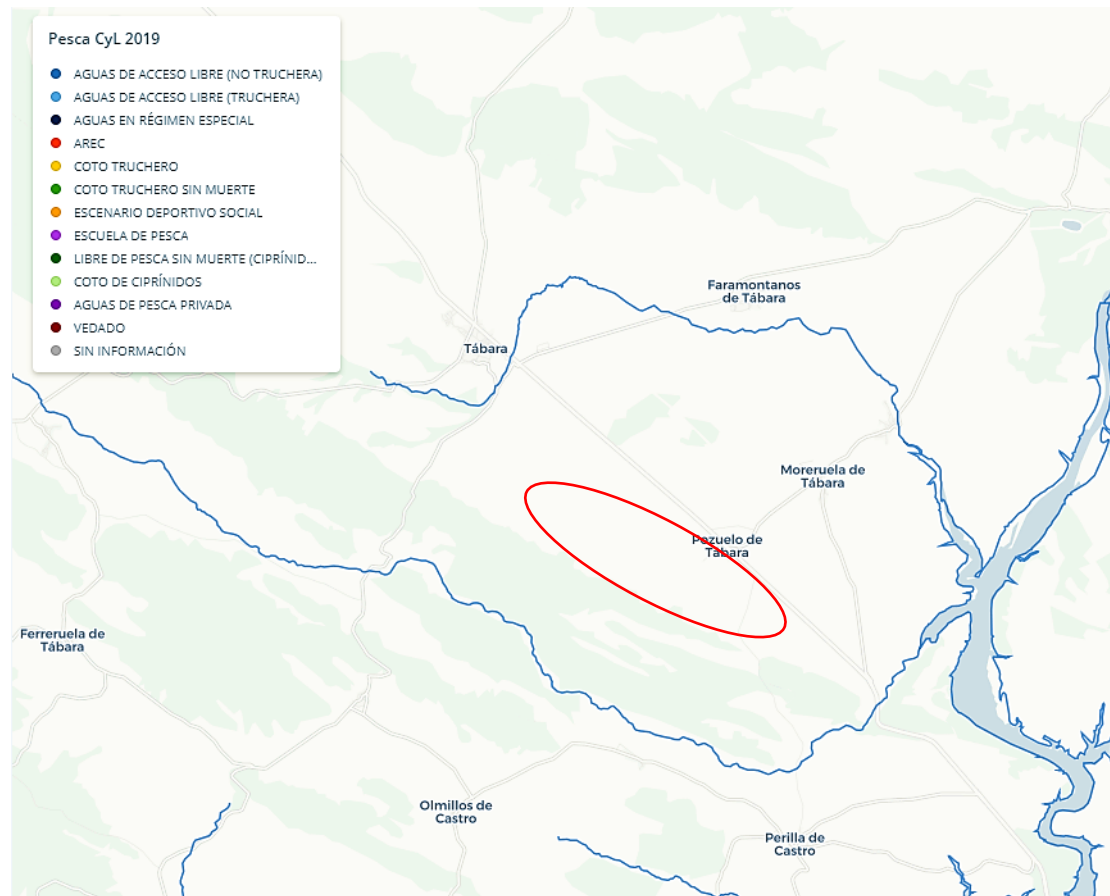 Pesca CyL 2019
AGUAS DE ACCESO LIBRE (NO TRUCHERA)
AGUAS DE ACCESO LIBRE (TRUCHERA)
AGUAS EN RÉGIMEN ESPECIAL
AREC
COTO TRUCHERO
COTO TRUCHERO SIN MUERTE
ESCENARIO DEPORTIVO SOCIAL
ESCUELA DE PESCA
LIBRE DE PESCA SIN MUERTE (CIPRÍNID...
COTO DE CIPRÍNIDOS
AGUAS DE PESCA PRIVADA
VEDADO
SIN INFORMACIÓN
Faramontanos
de Tábara
Tábara
Moreruela de
Tábara
Pozuelo de
Tábara
Ferreruela de
Tábara
Olmillos de
Castro
Perilla de
Castro